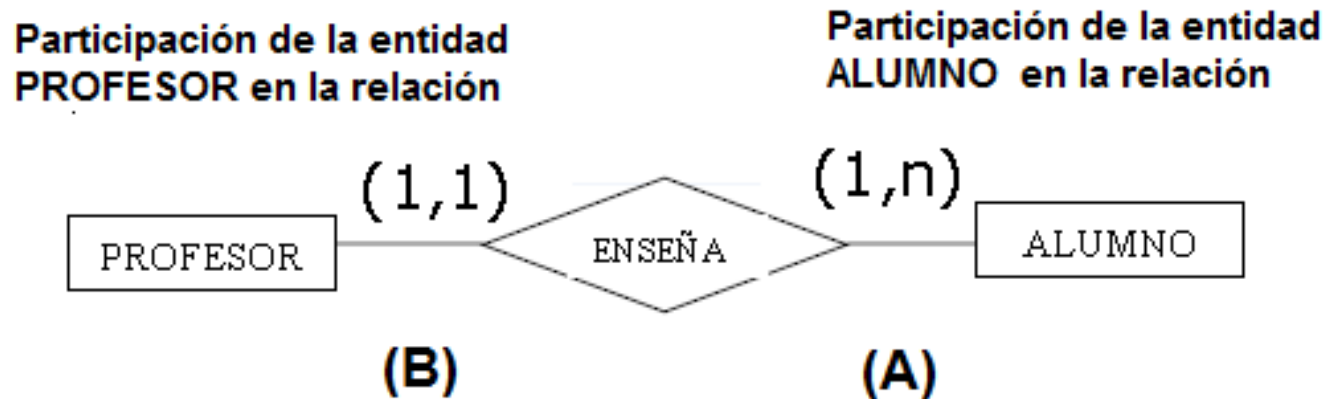 Participación de la entidad
PROFESOR en la relación
Participación de la entidad
ALUMNO en la relación
(1,1)
(1,n)
PROFESOR
ENSEÑA
ALUMNO
(B)
(A)